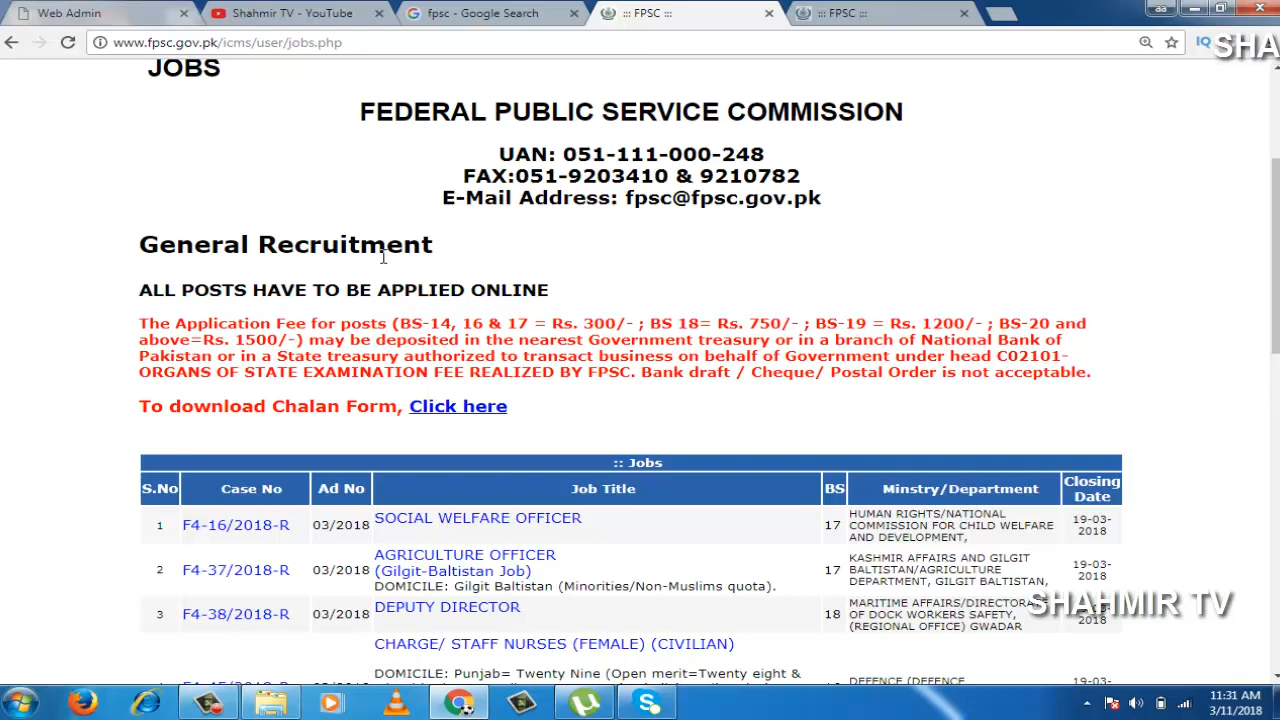 Web Admin
Shahmir TV - YouTube
fpsc - Google Search
::: FPSC :::
::: FPSC :::
www.fpsc.gov.pk/icms/user/jobs.php
IQ
SHA
JOBS
FEDERAL PUBLIC SERVICE COMMISSION
UAN: 051-111-000-248
FAX:051-9203410 & 9210782
E-Mail Address: fpsc@fpsc.gov.pk
General Recruitment
ALL POSTS HAVE TO BE APPLIED ONLINE
The Application Fee for posts (BS-14, 16 & 17 = Rs. 300/- ; BS 18= Rs. 750/- ; BS-19 = Rs. 1200/- ; BS-20 and
above=Rs. 1500/-) may be deposited in the nearest Government treasury or in a branch of National Bank of
Pakistan or in a State treasury authorized to transact business on behalf of Government under head C02101-
ORGANS OF STATE EXAMINATION FEE REALIZED BY FPSC. Bank draft / Cheque/ Postal Order is not acceptable.
To download Chalan Form, Click here
:: Jobs
S.No Case No Ad No Job Title BS Minstry/Department Closing Date
1 F4-16/2018-R 03/2018 SOCIAL WELFARE OFFICER 17 HUMAN RIGHTS/NATIONAL
COMMISSION FOR CHILD WELFARE
AND DEVELOPMENT,
19-03-
2018
2 F4-37/2018-R 03/2018 AGRICULTURE OFFICER
(Gilgit-Baltistan Job)
DOMICILE: Gilgit Baltistan (Minorities/Non-Muslims quota).
17 KASHMIR AFFAIRS AND GILGIT
BALTISTAN/AGRICULTURE
DEPARTMENT, GILGIT BALTISTAN,
19-03-
2018
3 F4-38/2018-R 03/2018 DEPUTY DIRECTOR 18 MARITIME AFFAIRS/DIRECTORATE
OF DOCK WORKERS SAFETY,
(REGIONAL OFFICE) GWADAR
2018
SHAHMIR TV
CHARGE/ STAFF NURSES (FEMALE) (CIVILIAN)
DOMICILE: Punjab= Twenty Nine (Open merit=Twenty eight &
DEFENCE (DEFENCE
19-03-
11:31 AM
3/11/2018